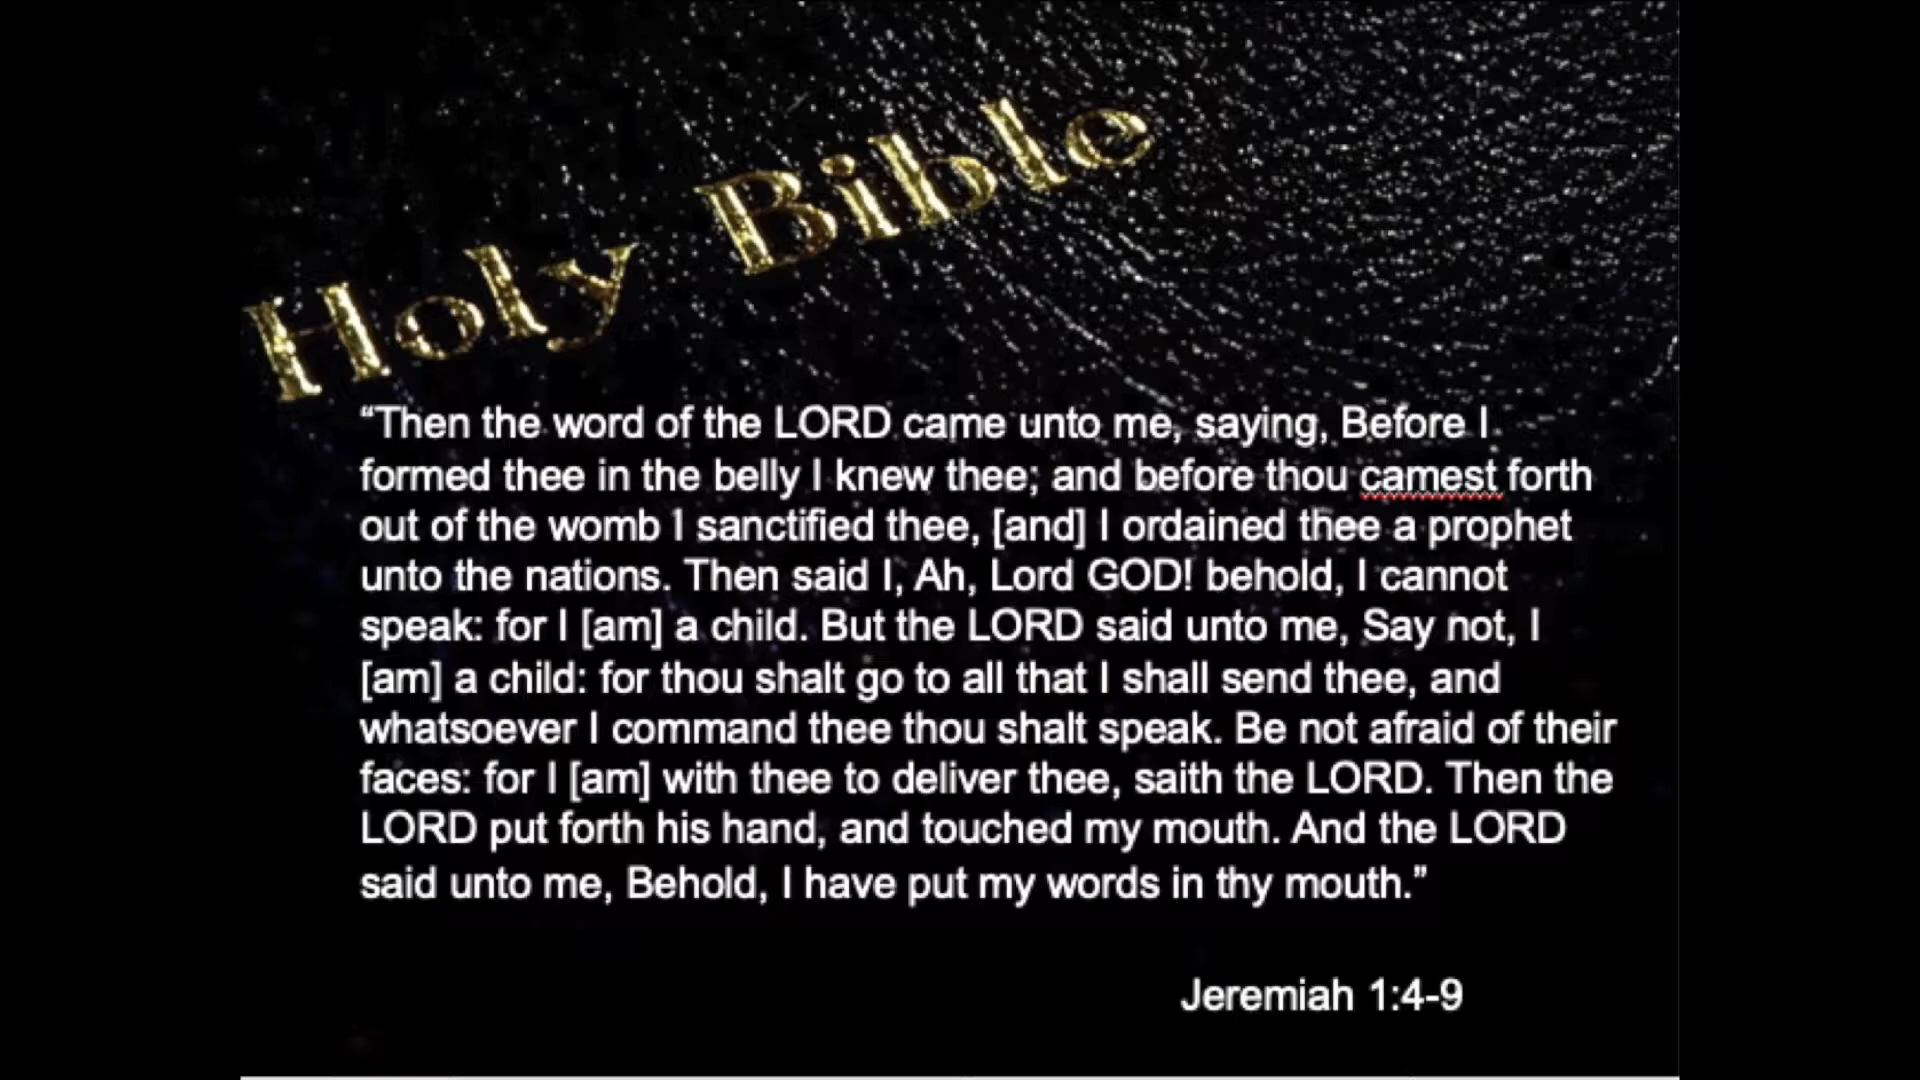 Holy Bible
“Then the word of the LORD came unto me, saying, Before I
formed thee in the belly I knew thee; and before thou camest forth
out of the womb I sanctified thee, [and] I ordained thee a prophet
unto the nations. Then said I, Ah, Lord GOD! behold, I cannot
speak: for I [am] a child. But the LORD said unto me, Say not, I
[am] a child: for thou shalt go to all that I shall send thee, and
whatsoever I command thee thou shalt speak. Be not afraid of their
faces: for I [am] with thee to deliver thee, saith the LORD. Then the
LORD put forth his hand, and touched my mouth. And the LORD
said unto me, Behold, I have put my words in thy mouth.”
Jeremiah 1:4-9